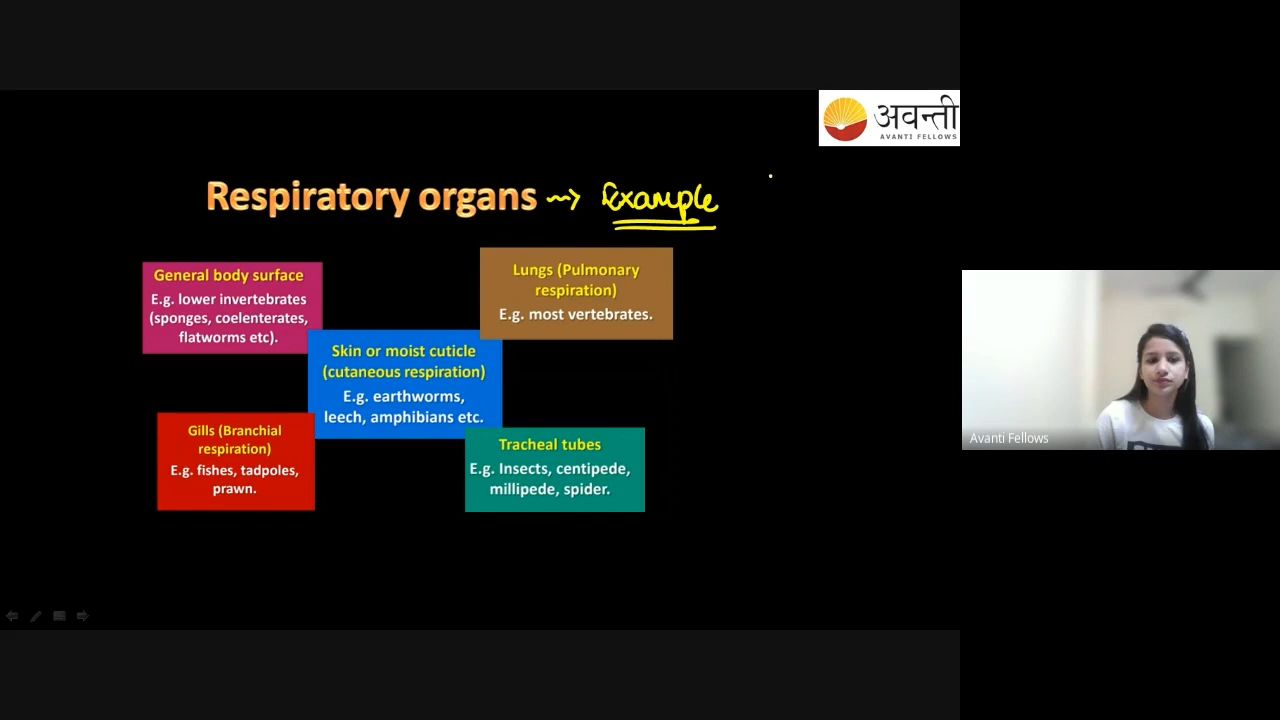 अवन्ती
AVANTI FELLOWS
Respiratory organs → Example
General body surface
E.g. lower invertebrates
(sponges, coelenterates,
flatworms etc).
Lungs (Pulmonary
respiration)
E.g. most vertebrates.
Skin or moist cuticle
(cutaneous respiration)
E.g. earthworms,
leech, amphibians etc.
Gills (Branchial
respiration)
E.g. fishes, tadpoles,
prawn.
Tracheal tubes
E.g. Insects, centipede,
millipede, spider.
Avanti Fellows